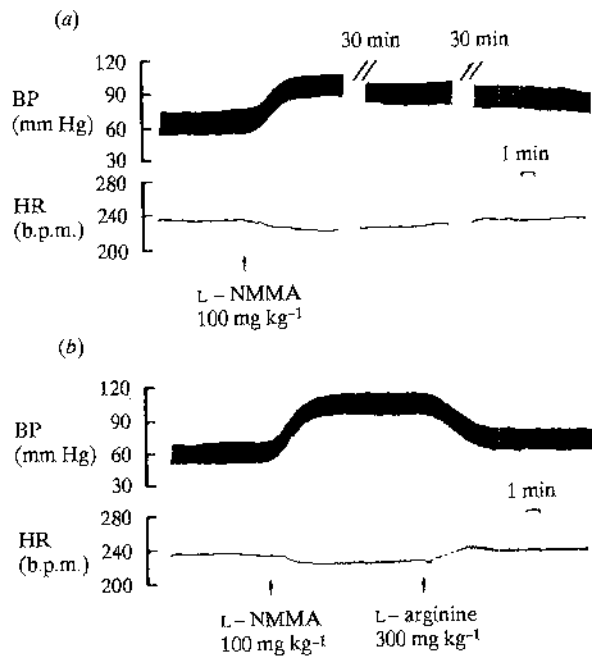 (a)
30 min 30 min
120
90
60
30
BP
(mm Hg)
1 min
280
240
200
HR
(b.p.m.)
L – NMMA
100 mg kg⁻¹
(b)
120
90
60
30
BP
(mm Hg)
1 min
280
240
200
HR
(b.p.m.)
L – NMMA L – arginine
100 mg kg⁻¹ 300 mg kg⁻¹